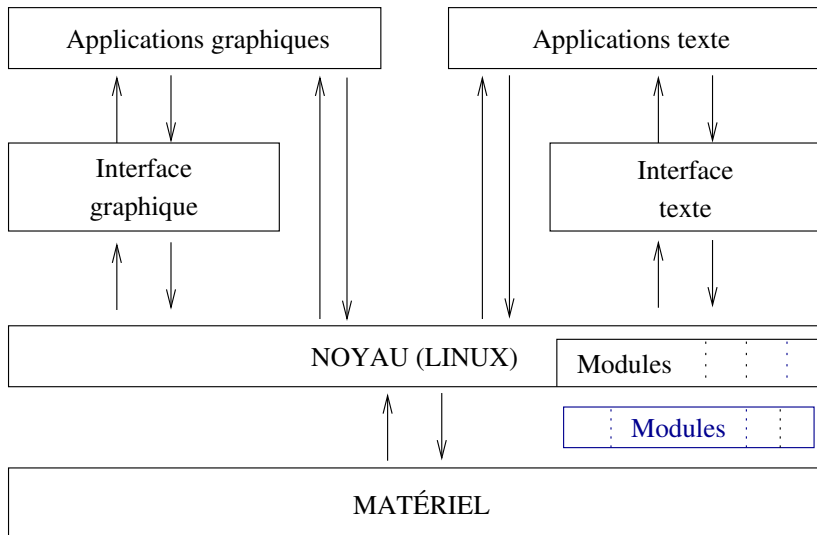 Applications graphiques
Applications texte
Interface
graphique
Interface
texte
NOYAU (LINUX)
Modules
Modules
MATÉRIEL